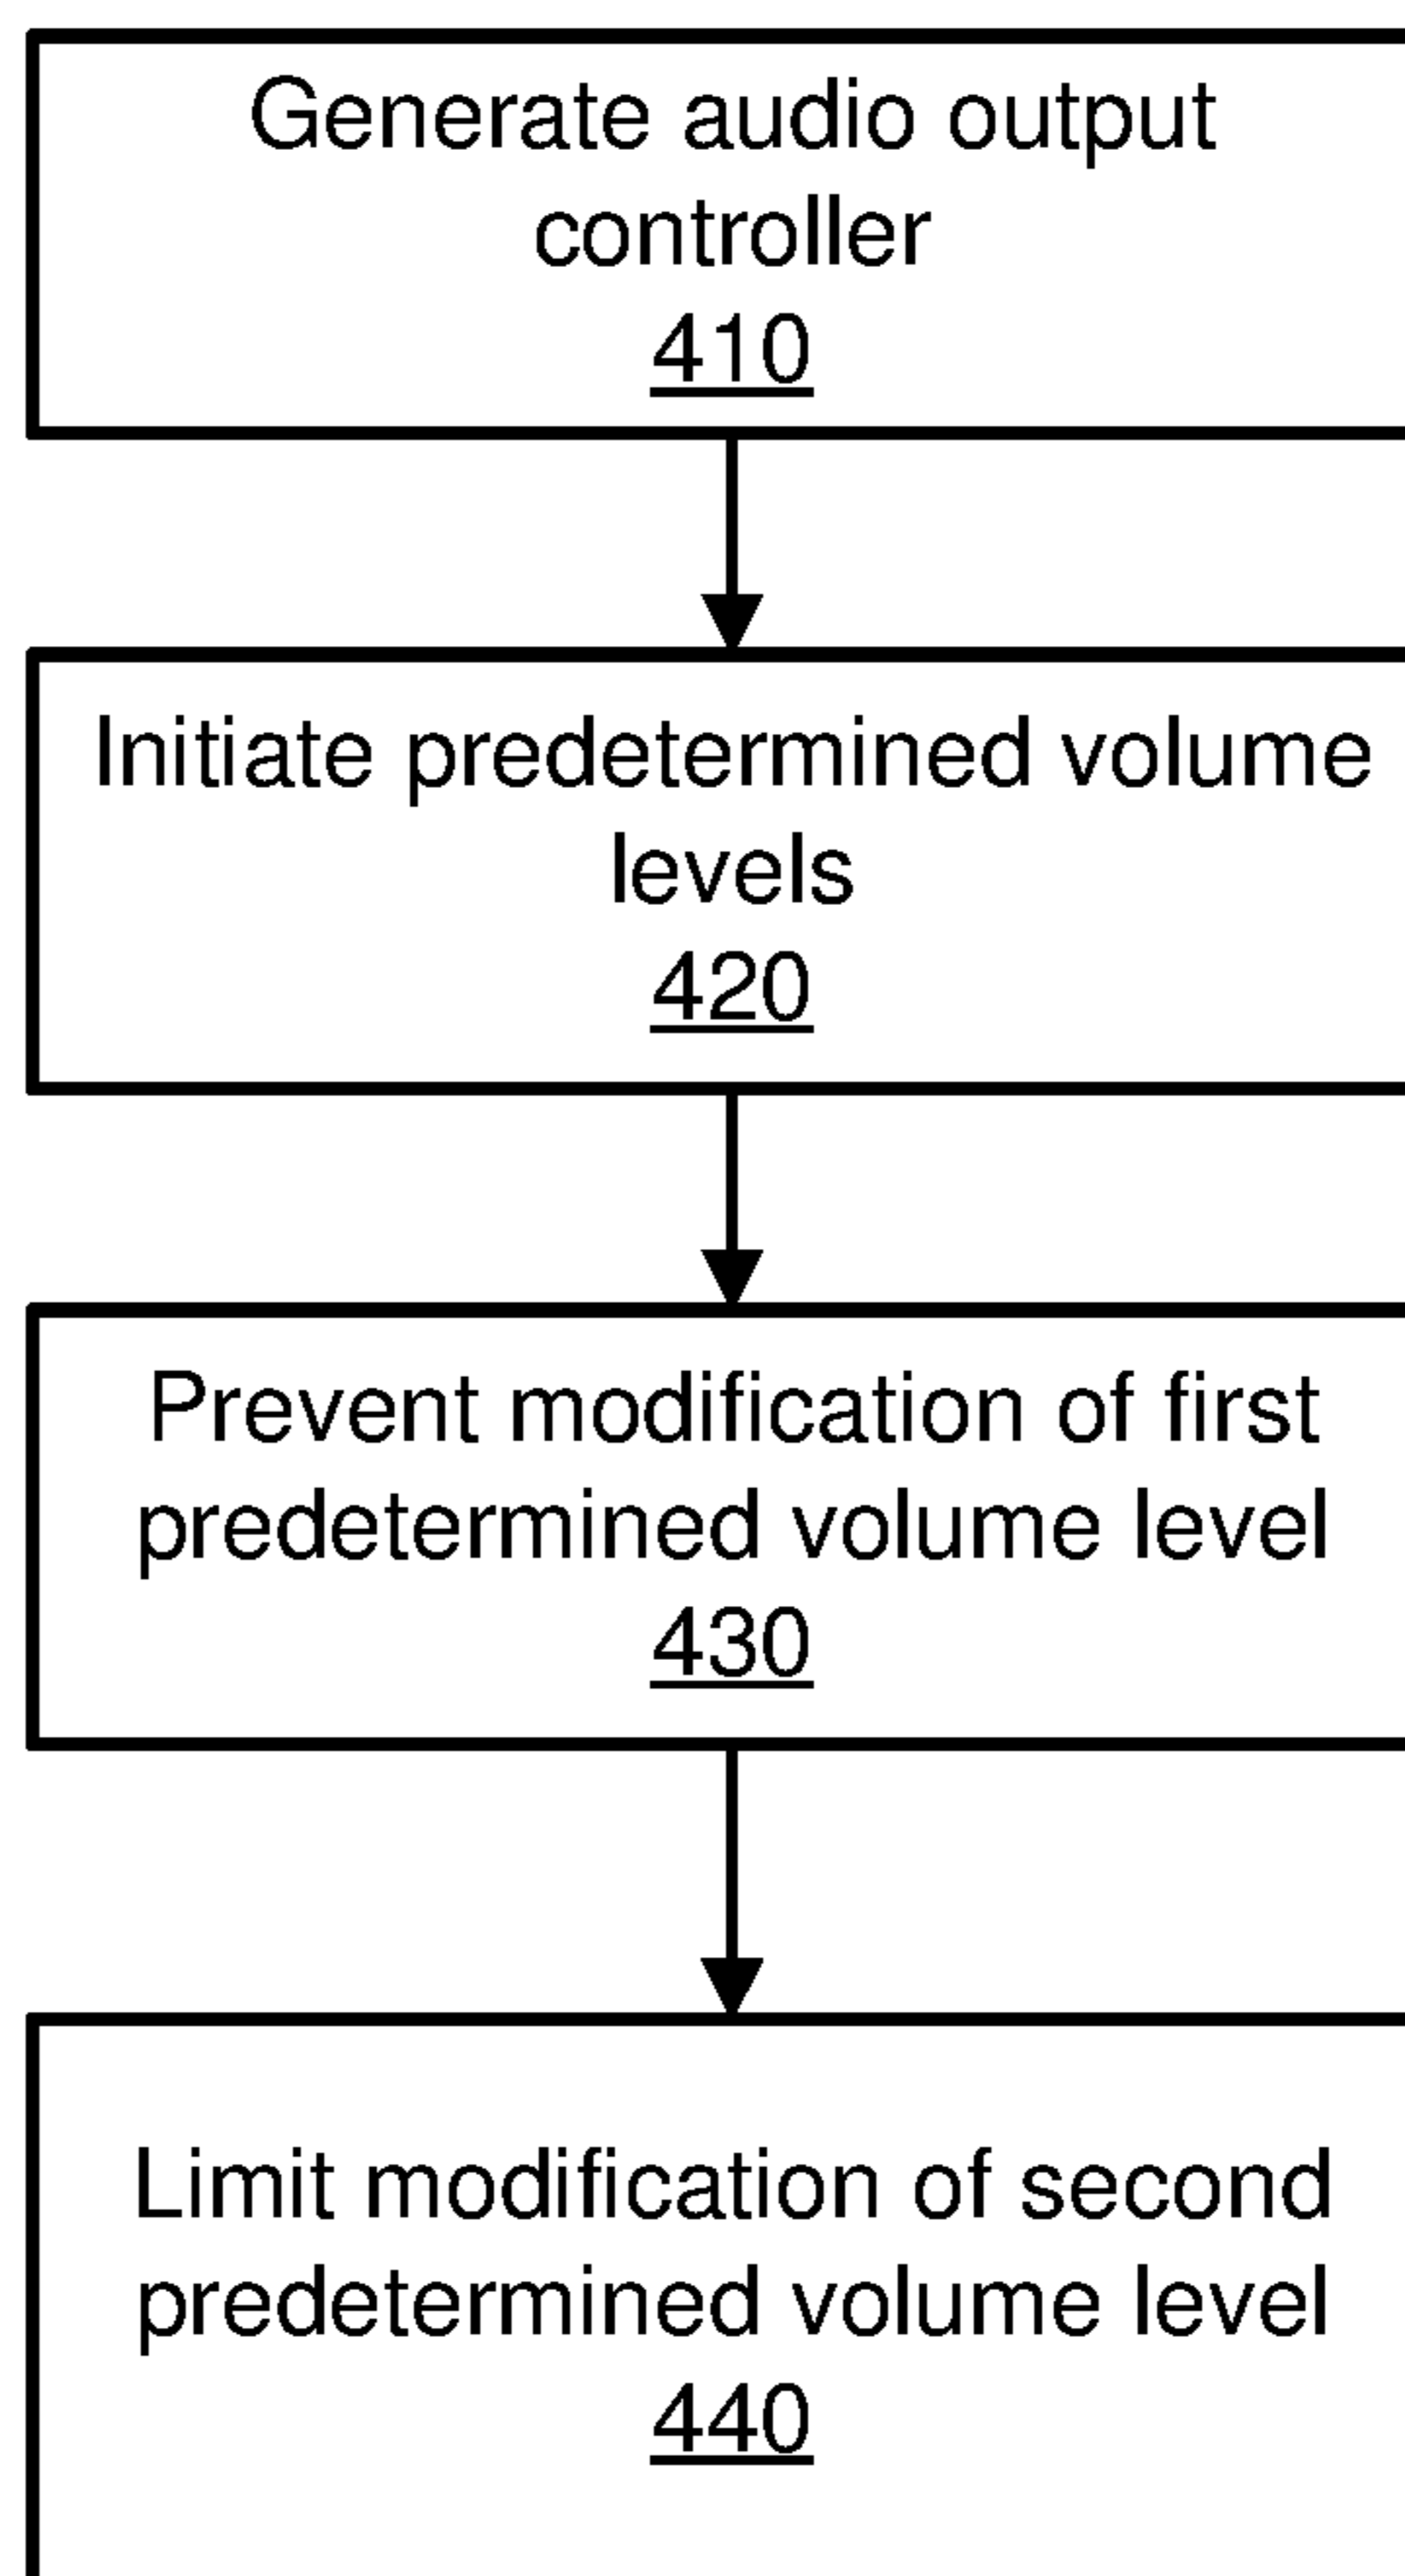 Generate audio output
controller
410
Initiate predetermined volume
levels
420
Prevent modification of first
predetermined volume level
430
Limit modification of second
predetermined volume level
440